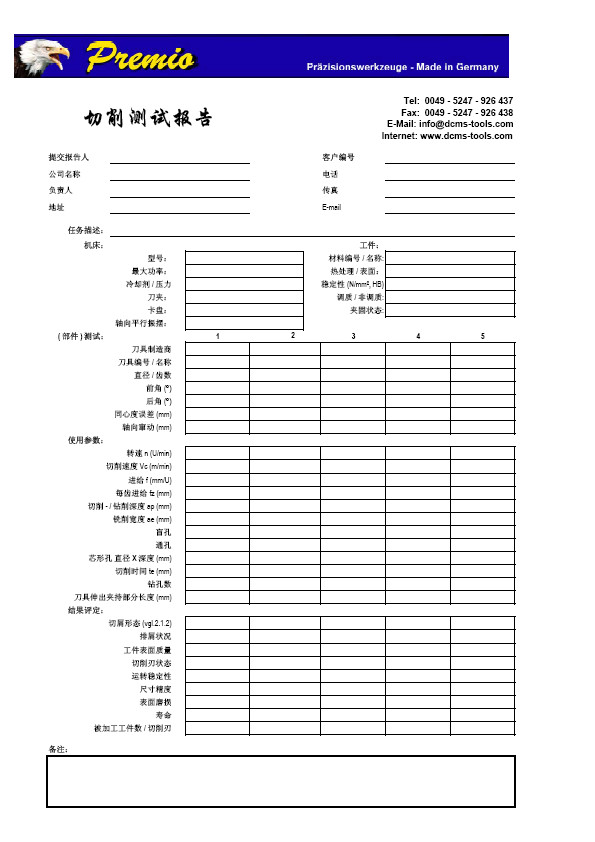 Premio
Präzisionswerkzeuge - Made in Germany
Tel: 0049 - 5247 - 926 437
Fax: 0049 - 5247 - 926 438
E-Mail: info@dcms-tools.com
Internet: www.dcms-tools.com
切削测试报告
提交报告人 客户编号
公司名称 电话
负责人 传真
地址 E-mail
任务描述:
机床: 工件:
型号: 材料编号 / 名称:
最大功率: 热处理 / 表面:
冷却剂 / 压力 稳定性 (N/mm², HB)
刀夹: 调质 / 非调质:
卡盘: 夹固状态:
轴向平行振摆:
( 部件 ) 测试: 1 2 3 4 5
刀具制造商
刀具编号 / 名称
直径 / 齿数
前角 (°)
后角 (°)
同心度误差 (mm)
轴向窜动 (mm)
使用参数:
转速 n (U/min)
切削速度 Vc (m/min)
进给 f (mm/U)
每齿进给 fz (mm)
切削 - / 钻削深度 ap (mm)
铣削宽度 ae (mm)
盲孔
通孔
芯形孔 直径 X 深度 (mm)
切削时间 te (mm)
钻孔数
刀具伸出夹持部分长度 (mm)
结果评定:
切屑形态 (vgl.2.1.2)
排屑状况
工件表面质量
切削刃状态
运转稳定性
尺寸精度
表面磨损
寿命
被加工工件数 / 切削刃
备注: